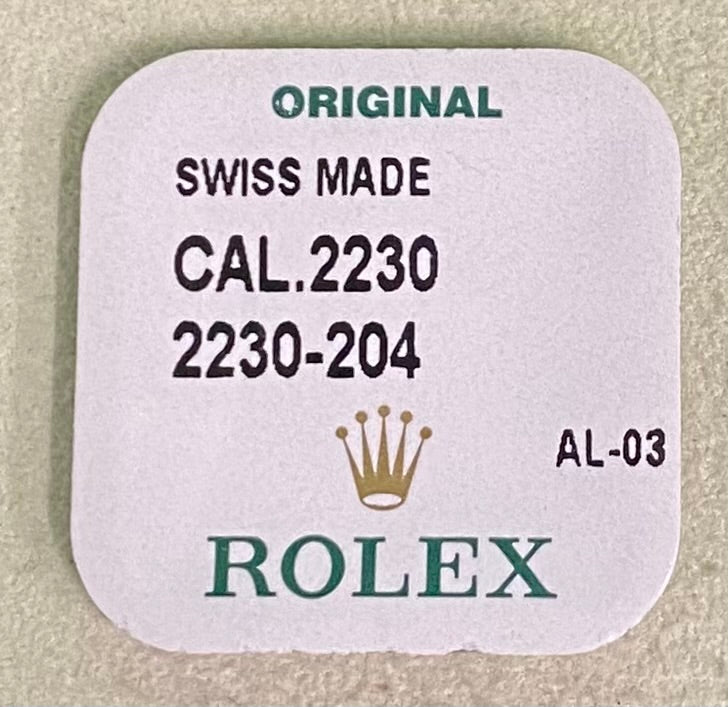 ORIGINAL
SWISS MADE
CAL.2230
2230-204
AL-03
ROLEX